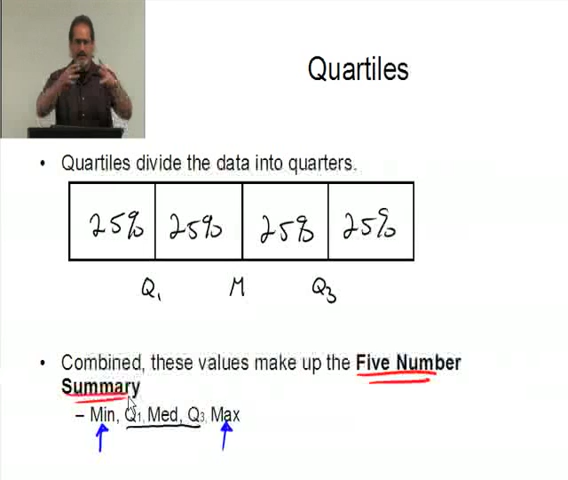 Quartiles
• Quartiles divide the data into quarters.
25% 25% 25% 25%
Q1 M Q3
• Combined, these values make up the Five Number
Summary
– Min, Q1, Med, Q3, Max